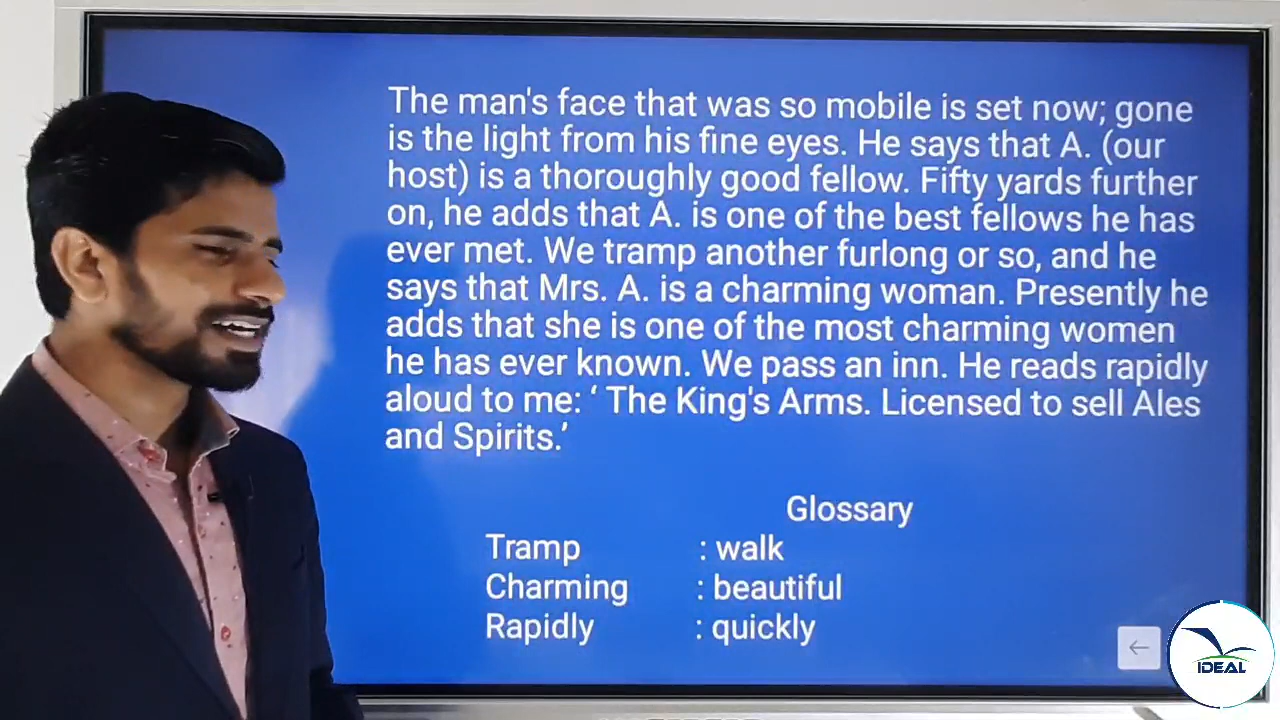 The man's face that was so mobile is set now; gone
is the light from his fine eyes. He says that A. (our
host) is a thoroughly good fellow. Fifty yards further
on, he adds that A. is one of the best fellows he has
ever met. We tramp another furlong or so, and he
says that Mrs. A. is a charming woman. Presently he
adds that she is one of the most charming women
he has ever known. We pass an inn. He reads rapidly
aloud to me: ‘ The King's Arms. Licensed to sell Ales
and Spirits.’
Glossary
Tramp : walk
Charming : beautiful
Rapidly : quickly
IDEAL